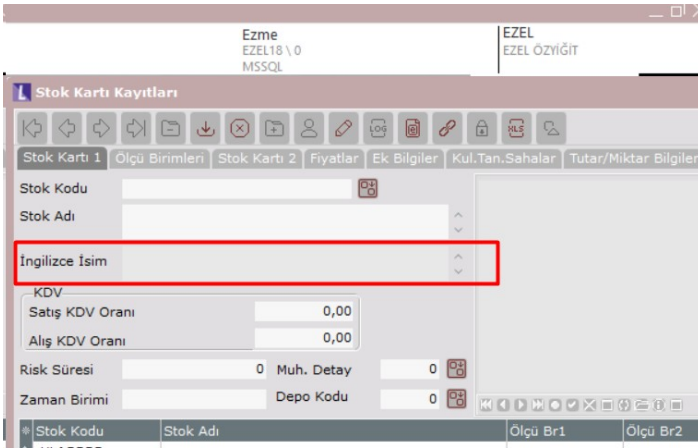 Ezme
EZEL18 \ 0
MSSQL
EZEL
EZEL ÖZYİĞİT
Stok Kartı Kayıtları
LOG
XLS
Stok Kartı 1 Ölçü Birimleri Stok Kartı 2 Fiyatlar Ek Bilgiler Kul.Tan.Sahalar Tutar/Miktar Bilgiler
Stok Kodu
Stok Adı
İngilizce İsim
KDV
Satış KDV Oranı 0,00
Alış KDV Oranı 0,00
Risk Süresi 0 Muh. Detay 0
Zaman Birimi Depo Kodu 0
Stok Kodu Stok Adı Ölçü Br1 Ölçü Br2